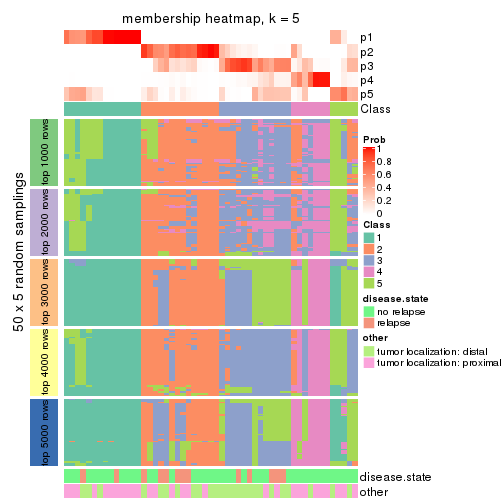 membership heatmap, k = 5
p1
p2
p3
p4
p5
Class
50 x 5 random samplings
top 1000 rows
top 2000 rows
top 3000 rows
top 4000 rows
top 5000 rows
disease.state
other
Prob
1
0.8
0.6
0.4
0.2
0
Class
1
2
3
4
5
disease.state
no relapse
relapse
other
tumor localization: distal
tumor localization: proximal